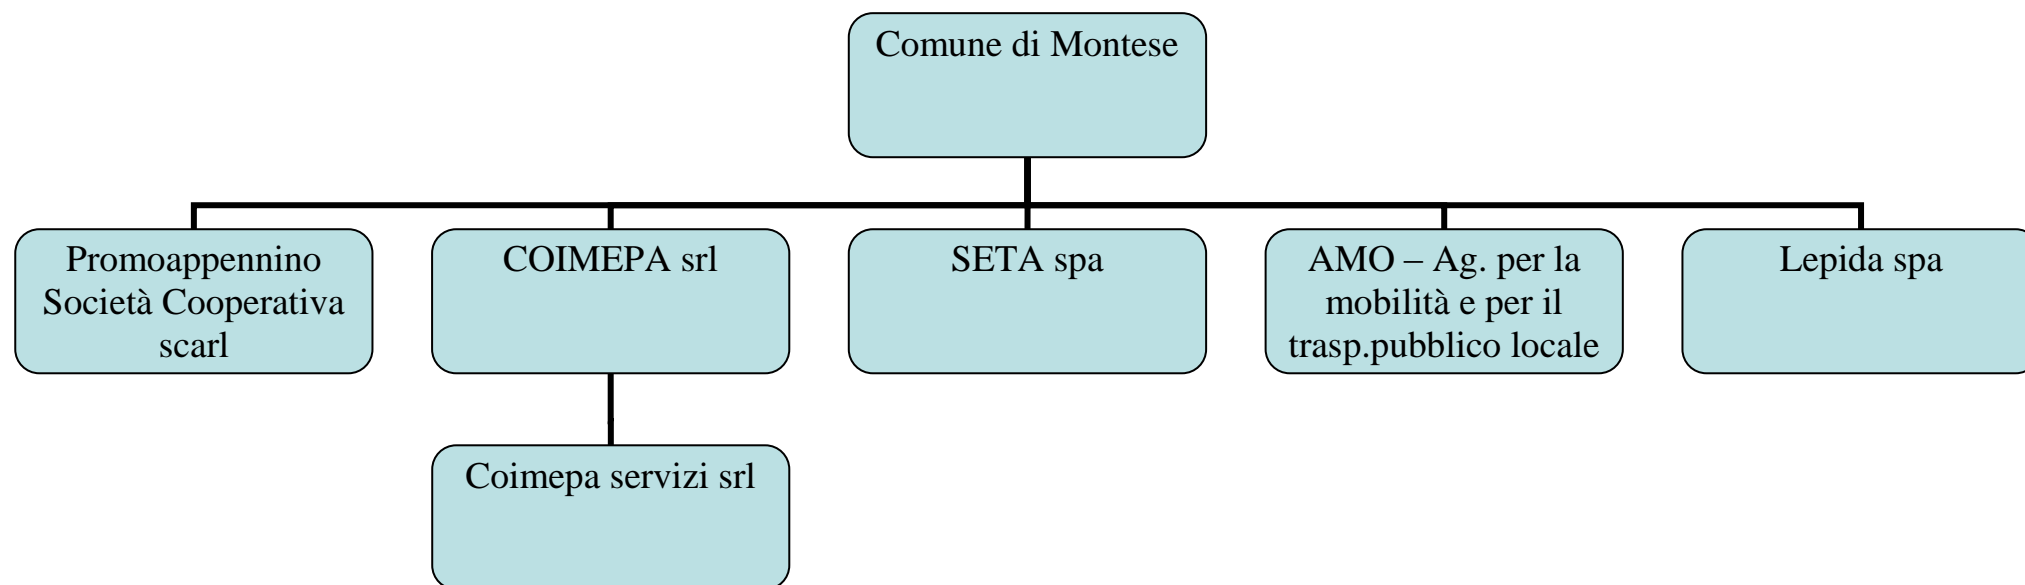 Comune di Montese
Promoappennino
Società Cooperativa
scarl
COIMEPA srl
SETA spa
AMO – Ag. per la
mobilità e per il
trasp.pubblico locale
Lepida spa
Coimepa servizi srl